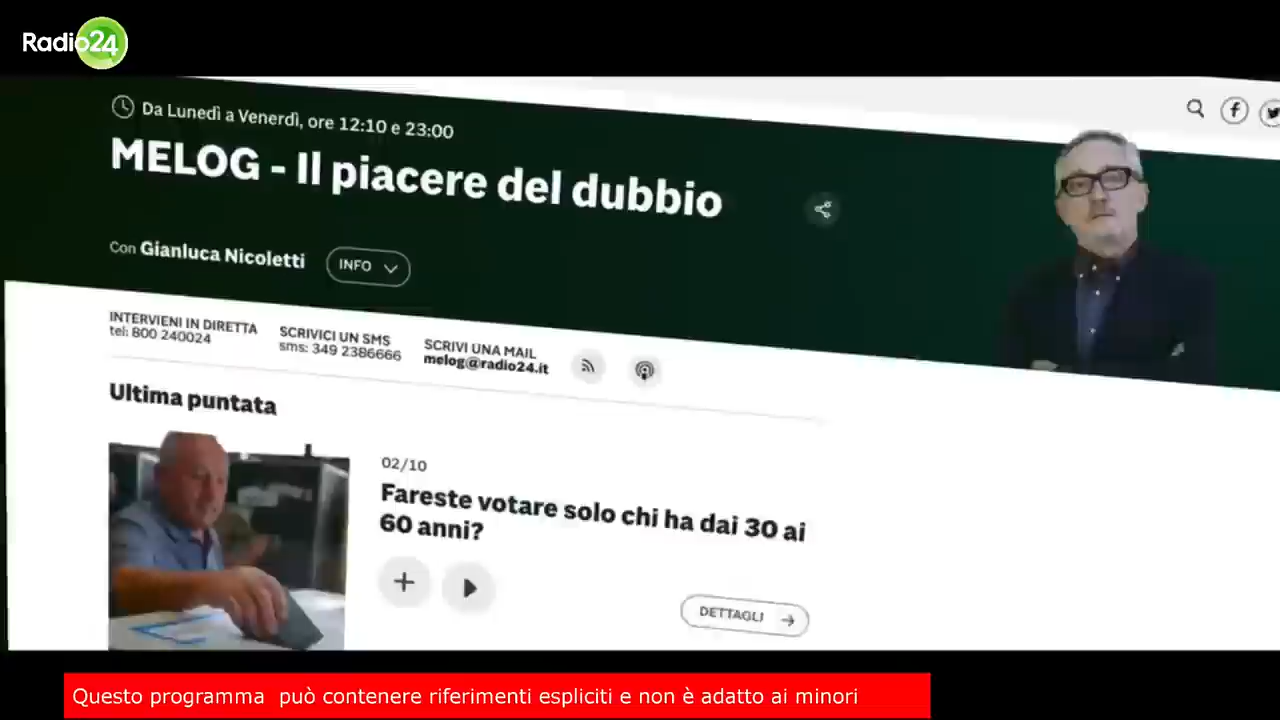 Radio24
Da Lunedì a Venerdì, ore 12:10 e 23:00
MELOG - Il piacere del dubbio
Con Gianluca Nicoletti
INFO
INTERVIENI IN DIRETTA
tel: 800 240024
SCRIVICI UN SMS
sms: 349 2386666
SCRIVI UNA MAIL
melog@radio24.it
Ultima puntata
02/10
Fareste votare solo chi ha dai 30 ai
60 anni?
DETTAGLI
Questo programma può contenere riferimenti espliciti e non è adatto ai minori